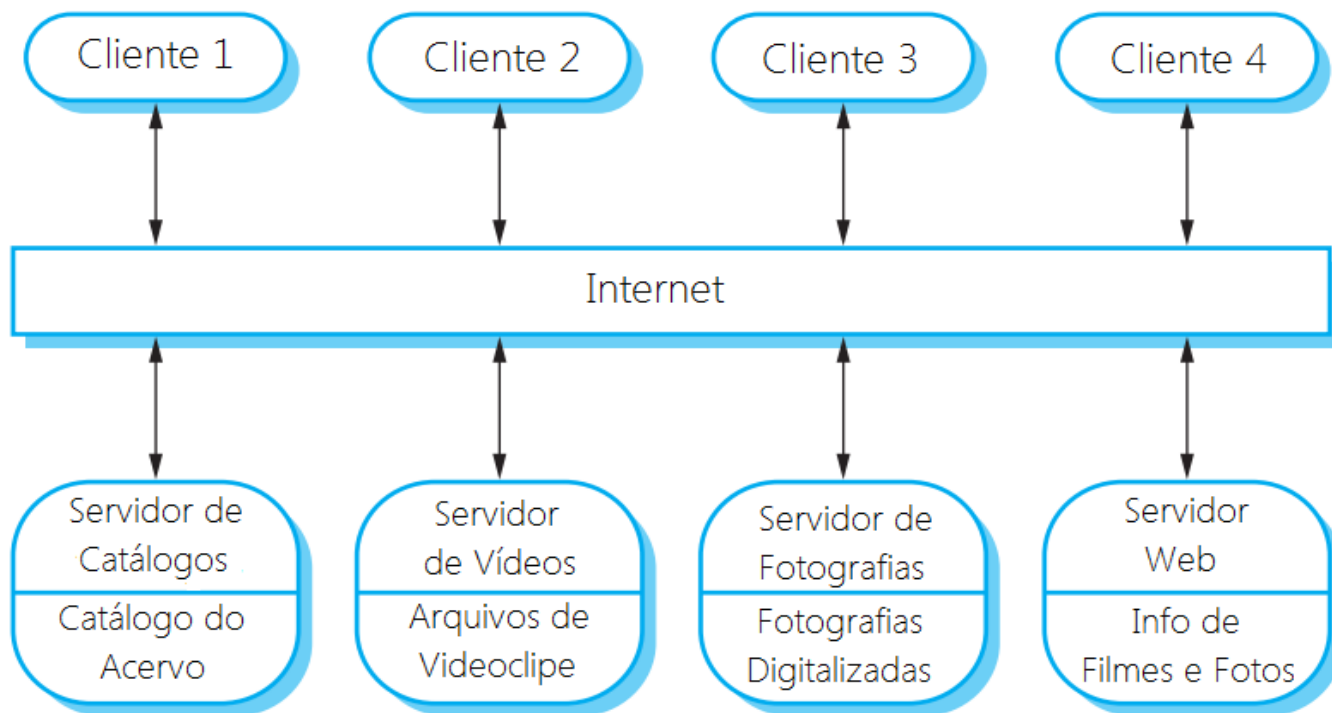 Cliente 1
Cliente 2
Cliente 3
Cliente 4
Internet
Servidor de
Catálogos
Catálogo do
Acervo
Servidor
de Vídeos
Arquivos de
Videoclipe
Servidor de
Fotografias
Fotografias
Digitalizadas
Servidor
Web
Info de
Filmes e Fotos